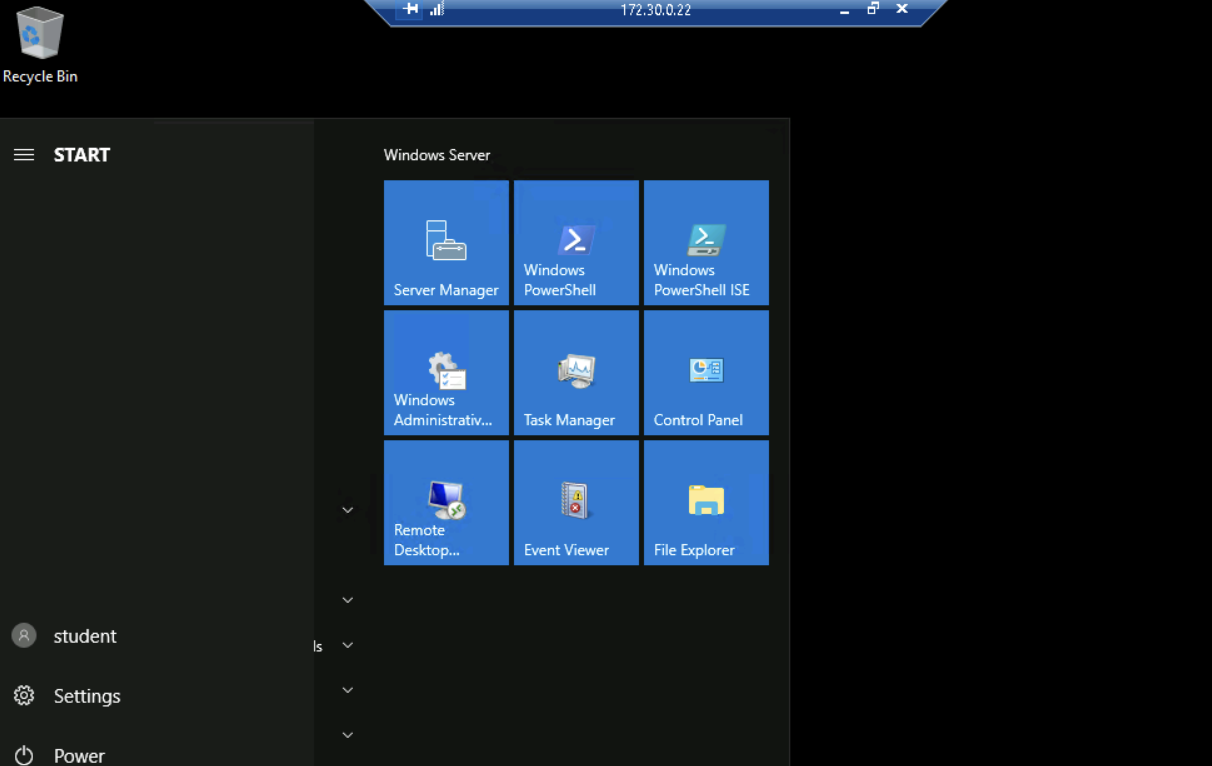 172.30.0.22
Recycle Bin
START
Windows Server
Server Manager
Windows
PowerShell
Windows
PowerShell ISE
Windows
Administrativ...
Task Manager
Control Panel
Remote
Desktop...
Event Viewer
File Explorer
student
ls
Settings
Power